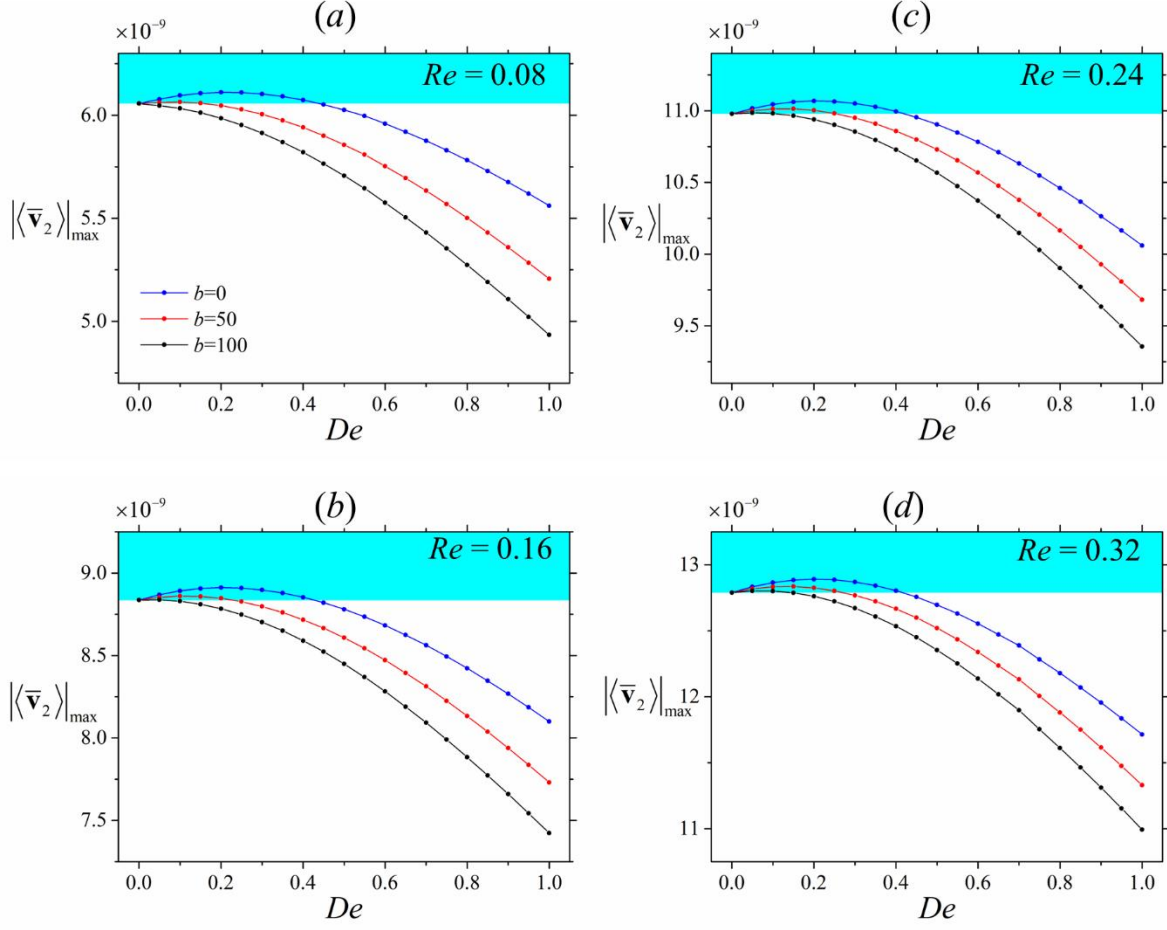 (a)
×10⁻⁹
Re = 0.08
6.0
5.5
5.0
|⟨v̄₂⟩|max
b=0
b=50
b=100
0.0 0.2 0.4 0.6 0.8 1.0
De
(c)
×10⁻⁹
Re = 0.24
11.0
10.5
10.0
9.5
|⟨v̄₂⟩|max
0.0 0.2 0.4 0.6 0.8 1.0
De
(b)
×10⁻⁹
Re = 0.16
9.0
8.5
8.0
7.5
|⟨v̄₂⟩|max
0.0 0.2 0.4 0.6 0.8 1.0
De
(d)
×10⁻⁹
Re = 0.32
13
12
11
|⟨v̄₂⟩|max
0.0 0.2 0.4 0.6 0.8 1.0
De